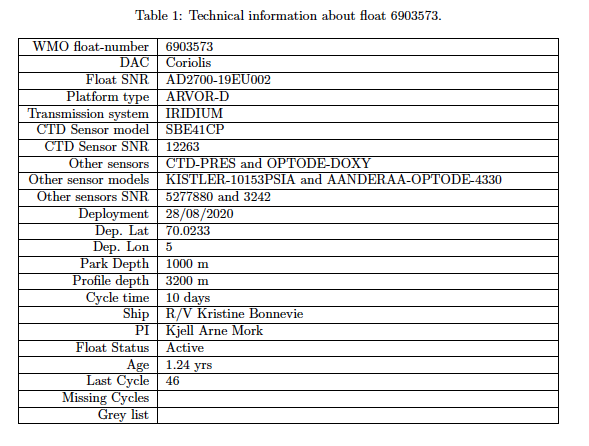 Table 1: Technical information about float 6903573.
WMO float-number 6903573
DAC Coriolis
Float SNR AD2700-19EU002
Platform type ARVOR-D
Transmission system IRIDIUM
CTD Sensor model SBE41CP
CTD Sensor SNR 12263
Other sensors CTD-PRES and OPTODE-DOXY
Other sensor models KISTLER-10153PSIA and AANDERAA-OPTODE-4330
Other sensors SNR 5277880 and 3242
Deployment 28/08/2020
Dep. Lat 70.0233
Dep. Lon 5
Park Depth 1000 m
Profile depth 3200 m
Cycle time 10 days
Ship R/V Kristine Bonnevie
PI Kjell Arne Mork
Float Status Active
Age 1.24 yrs
Last Cycle 46
Missing Cycles
Grey list